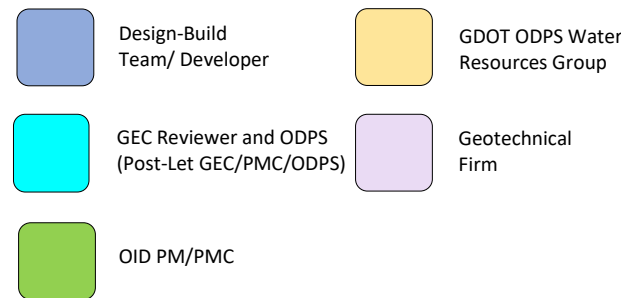 Design-Build
Team/ Developer
GDOT ODPS Water
Resources Group
GEC Reviewer and ODPS
(Post-Let GEC/PMC/ODPS)
Geotechnical
Firm
OID PM/PMC